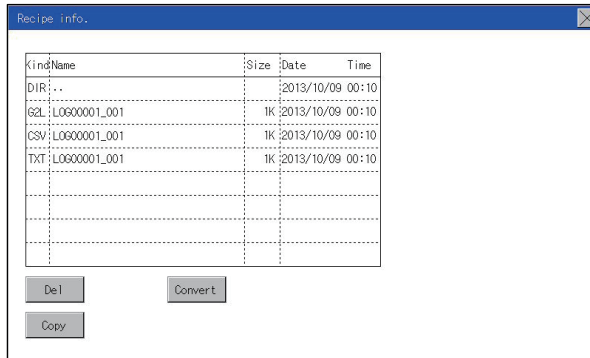 Recipe info.
Kind Name Size Date Time
DIR .. 2013/10/09 00:10
G2L LOG00001_001 1K 2013/10/09 00:10
CSV LOG00001_001 1K 2013/10/09 00:10
TXT LOG00001_001 1K 2013/10/09 00:10
Del Convert
Copy